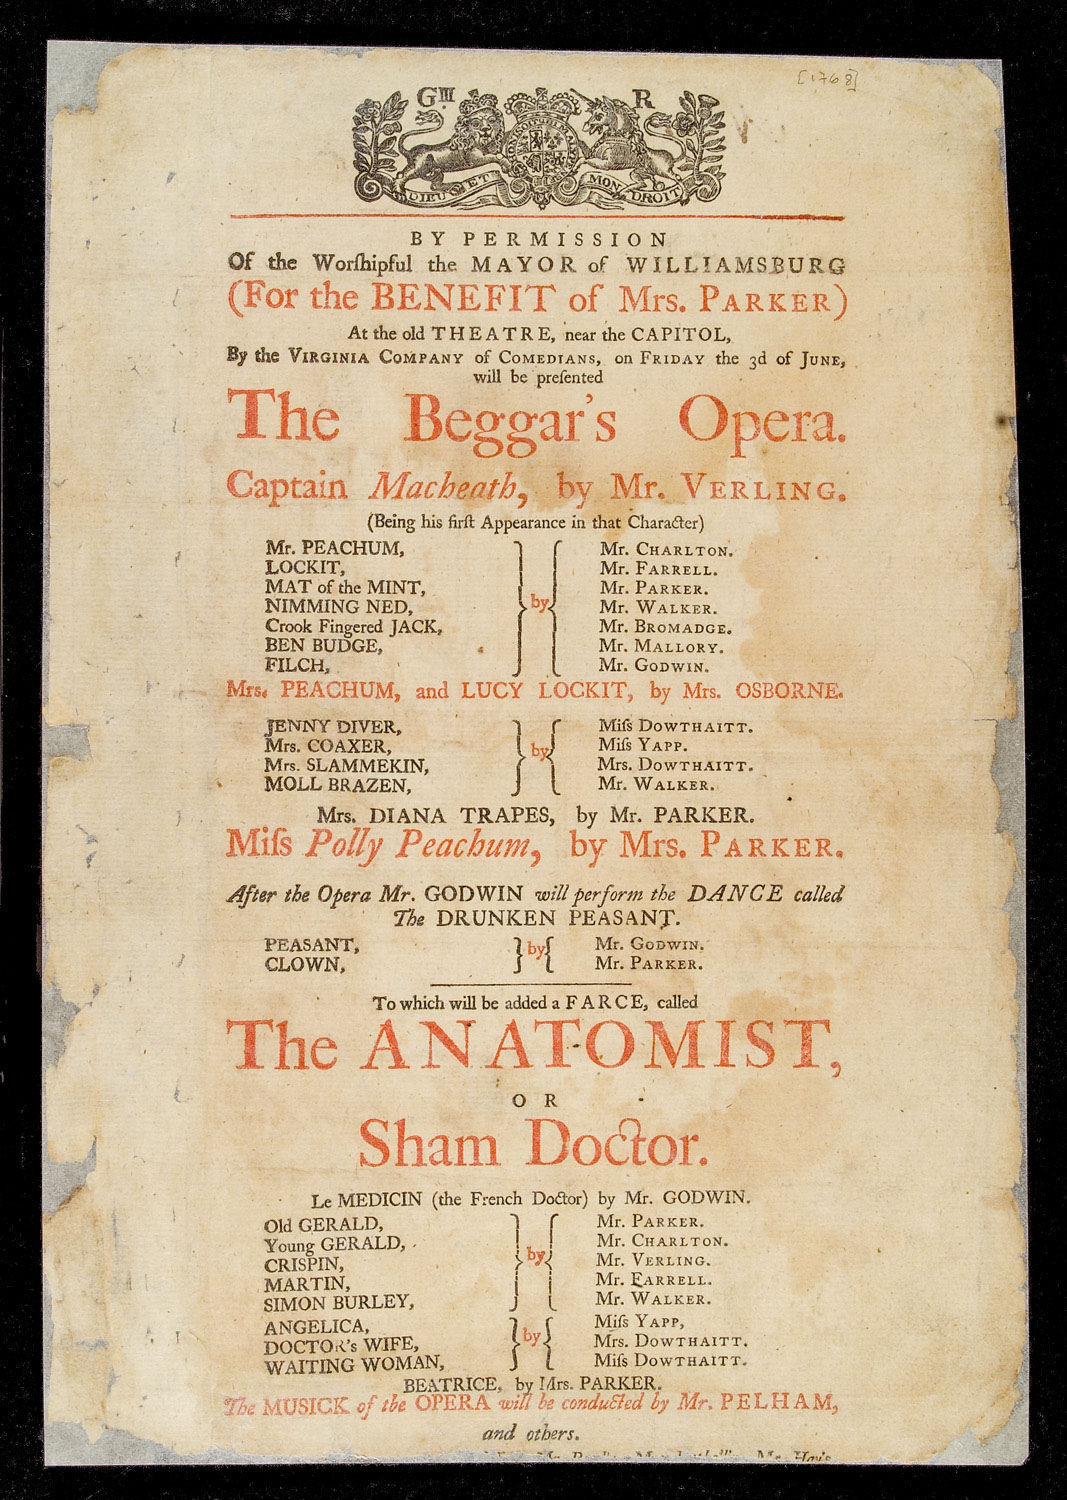 [1768]
G III R
DIEU ET MON DROIT
BY PERMISSION
Of the Worſhipful the MAYOR of WILLIAMSBURG
(For the BENEFIT of Mrs. PARKER)
At the old THEATRE, near the CAPITOL,
By the VIRGINIA COMPANY of COMEDIANS, on FRIDAY the 3d of JUNE,
will be preſented
The Beggar's Opera.
Captain Macheath, by Mr. VERLING.
(Being his firſt Appearance in that Character)
Mr. PEACHUM, Mr. CHARLTON.
LOCKIT, Mr. FARRELL.
MAT of the MINT, Mr. PARKER.
NIMMING NED, by Mr. WALKER.
Crook Fingered JACK, Mr. BROMADGE.
BEN BUDGE, Mr. MALLORY.
FILCH, Mr. GODWIN.
Mrs. PEACHUM, and LUCY LOCKIT, by Mrs. OSBORNE.
JENNY DIVER, Miſs DOWTHAITT.
Mrs. COAXER, by Miſs YAPP.
Mrs. SLAMMEKIN, Mrs. DOWTHAITT.
MOLL BRAZEN, Mr. WALKER.
Mrs. DIANA TRAPES, by Mr. PARKER.
Miſs Polly Peachum, by Mrs. PARKER.
After the Opera Mr. GODWIN will perform the DANCE called
The DRUNKEN PEASANT.
PEASANT, by Mr. GODWIN.
CLOWN, Mr. PARKER.
To which will be added a FARCE, called
The ANATOMIST,
OR
Sham Doctor.
Le MEDICIN (the French Doctor) by Mr. GODWIN.
Old GERALD, Mr. PARKER.
Young GERALD, Mr. CHARLTON.
CRISPIN, by Mr. VERLING.
MARTIN, Mr. FARRELL.
SIMON BURLEY, Mr. WALKER.
ANGELICA, Miſs YAPP,
DOCTOR's WIFE, by Mrs. DOWTHAITT.
WAITING WOMAN, Miſs DOWTHAITT.
BEATRICE, by Mrs. PARKER.
The MUSICK of the OPERA will be conducted by Mr. PELHAM,
and others.